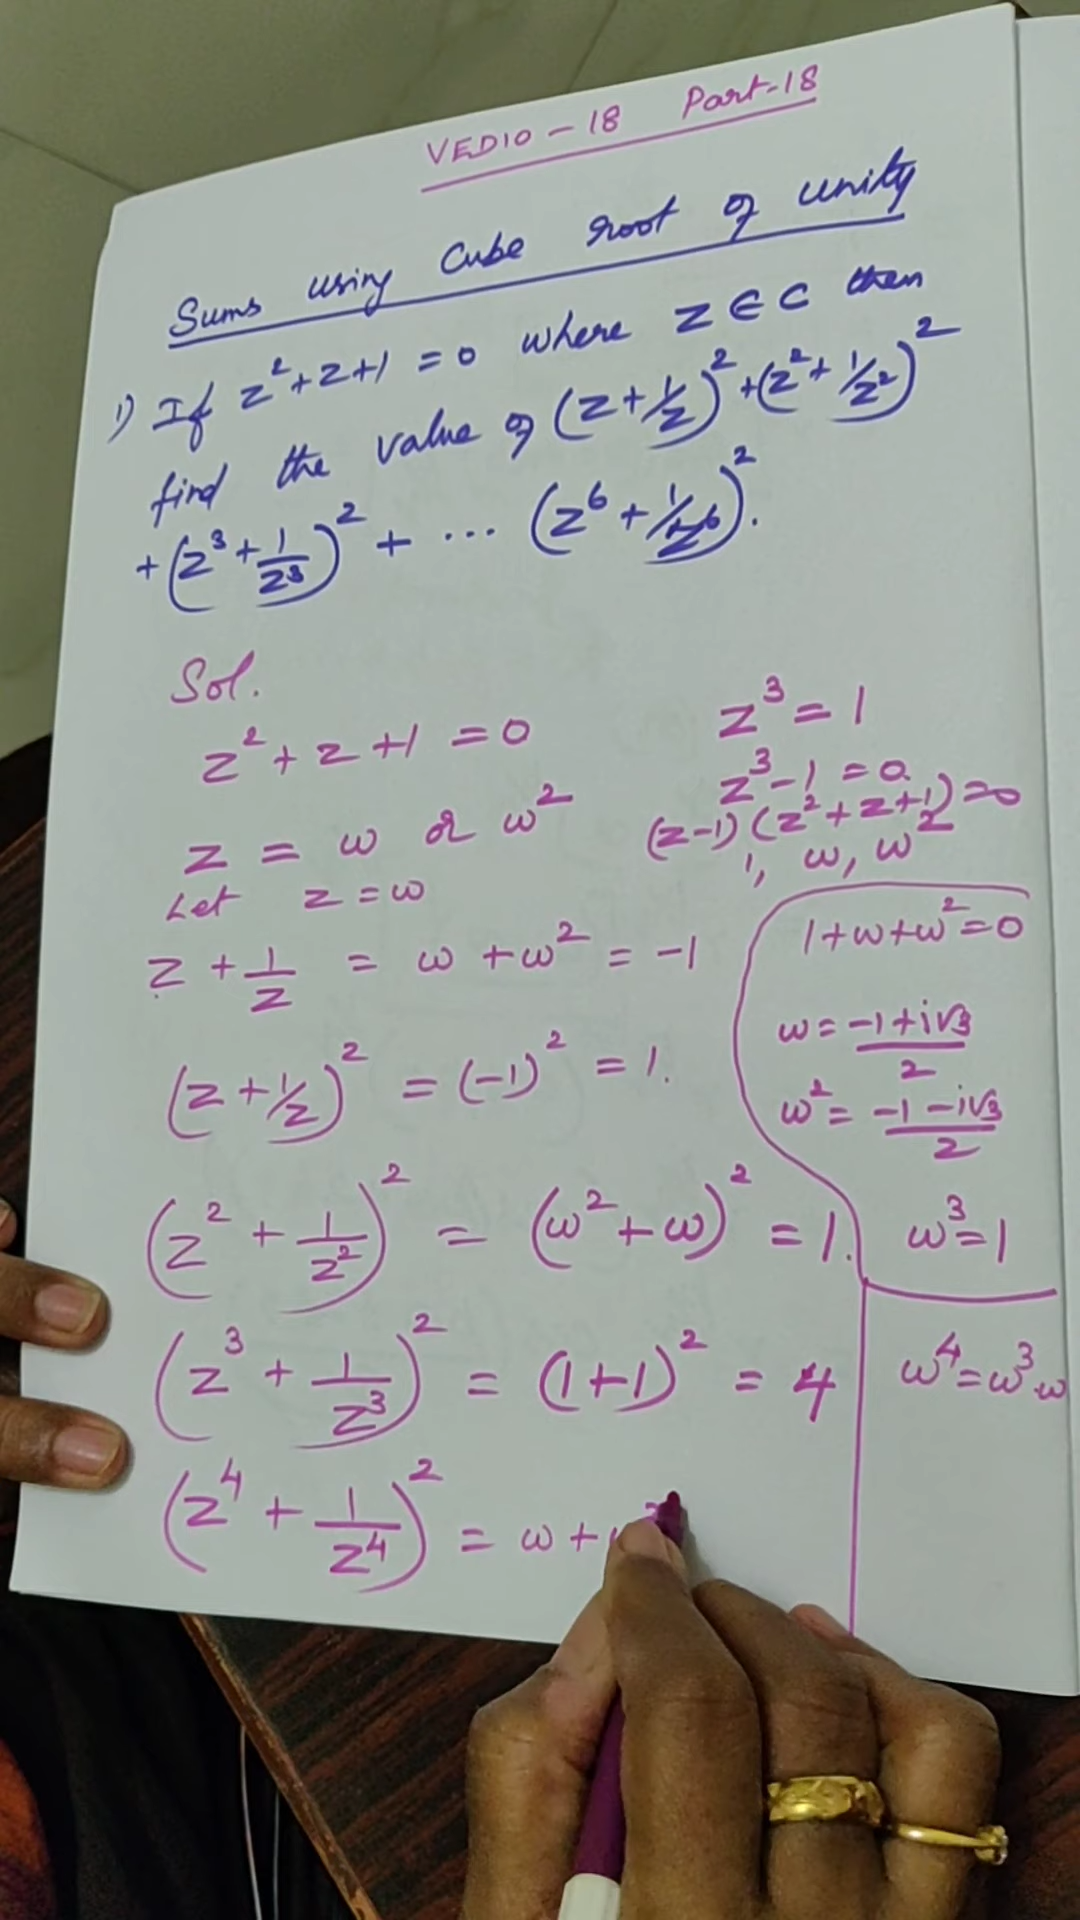 VEDIO - 18 Part-18
Sums using Cube root of unity
1) If z²+z+1 = 0 where z ∈ C then
find the value of (z+1/z)²+(z²+1/z²)²
+(z³+1/z³)² + ... (z⁶+1/z⁶)².
Sol.
z²+z+1 = 0
z = ω or ω²
Let z = ω
z + 1/z = ω + ω² = -1
(z+1/z)² = (-1)² = 1.
(z² + 1/z²)² = (ω²+ω)² = 1.
(z³ + 1/z³)² = (1+1)² = 4
(z⁴ + 1/z⁴)² = ω +
z³ = 1
z³-1 = 0.
(z-1)(z²+z+1)=0
1, ω, ω²
1+ω+ω²=0
ω = -1+i√3/2
ω² = -1-i√3/2
ω³=1
ω⁴=ω³.ω